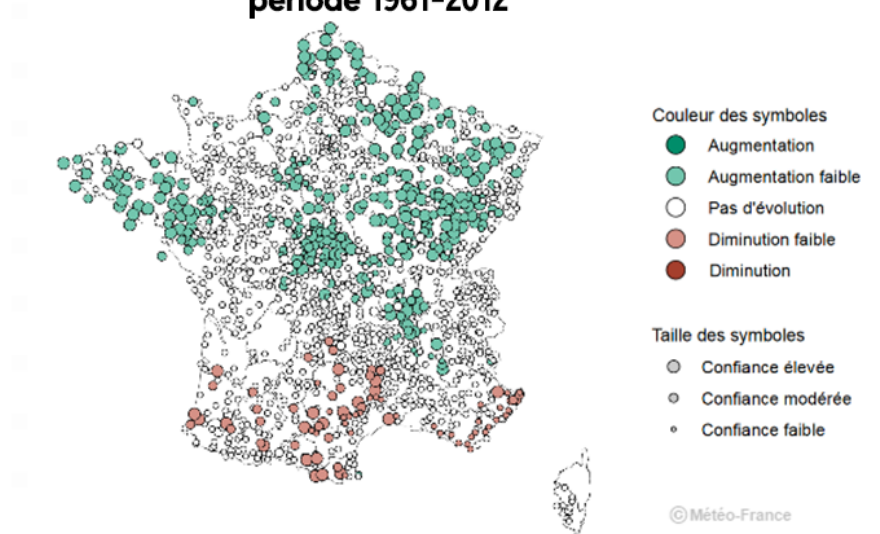 période 1961-2012
Couleur des symboles
Augmentation
Augmentation faible
Pas d'évolution
Diminution faible
Diminution
Taille des symboles
Confiance élevée
Confiance modérée
Confiance faible
© Météo-France